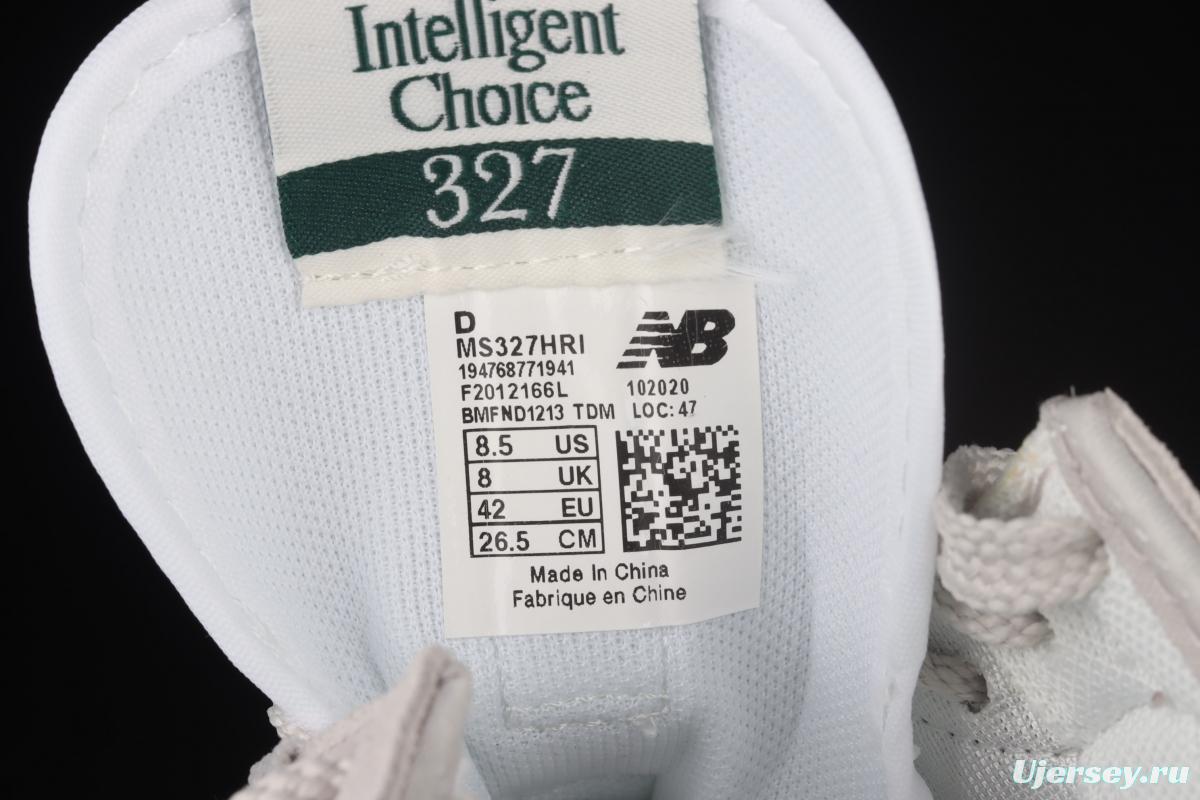 Intelligent
Choice
327
D
MS327HRI
194768771941
F2012166L 102020
BMFND1213 TDM LOC: 47
NB
8.5 US
8 UK
42 EU
26.5 CM
Made In China
Fabrique en Chine
Ujersey.ru